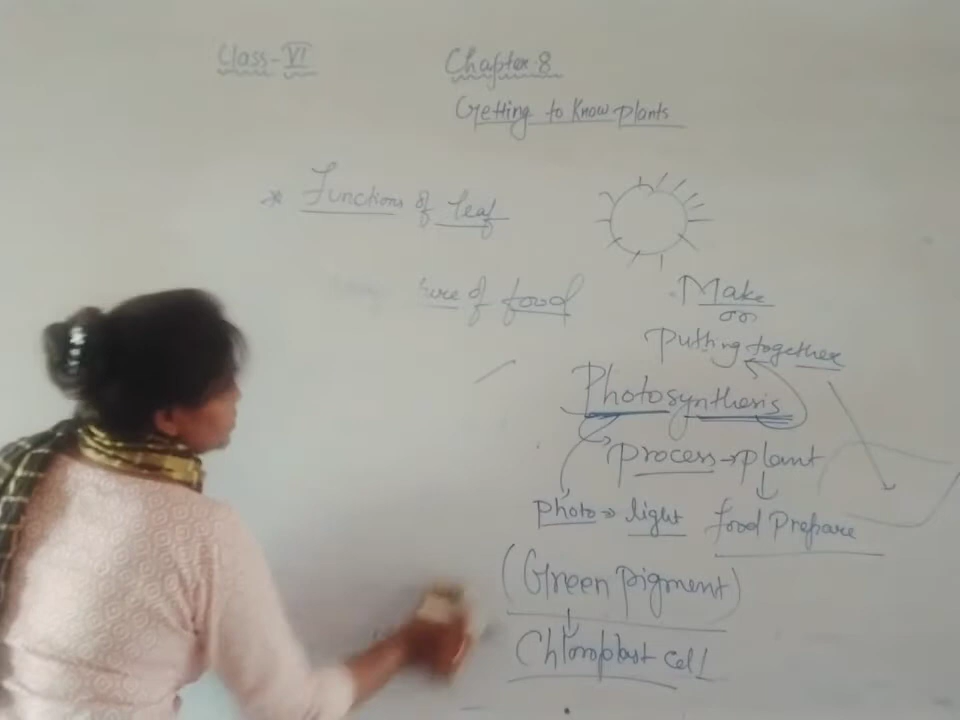 Class-VI
Chapter-8
Getting to Know plants
* Functions of leaf
of food
Make
or
Putting together
Photosynthesis
Process → plant
photo → light
food Prepare
(Green pigment)
Chloroplast cell